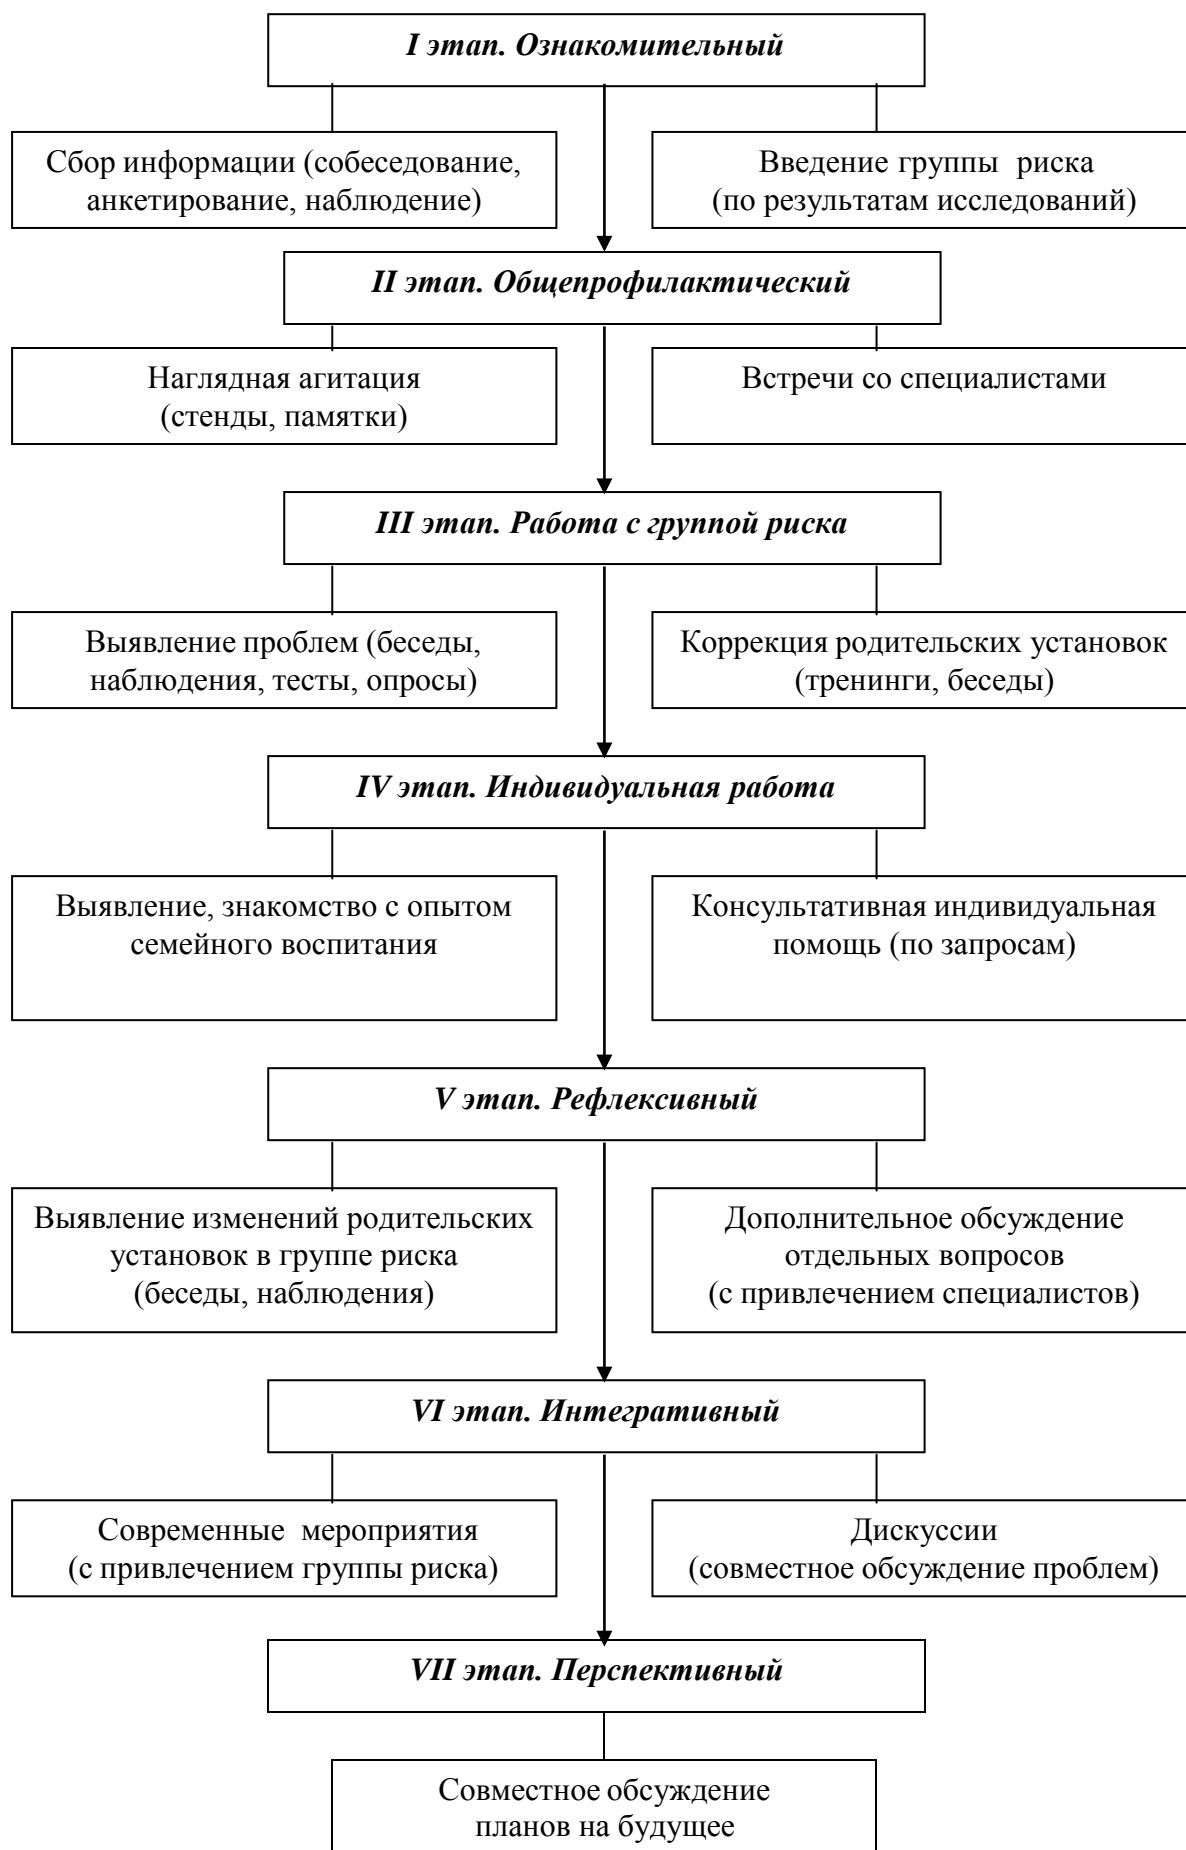 I этап. Ознакомительный
Сбор информации (собеседование,
анкетирование, наблюдение)
Введение группы риска
(по результатам исследований)
II этап. Общепрофилактический
Наглядная агитация
(стенды, памятки)
Встречи со специалистами
III этап. Работа с группой риска
Выявление проблем (беседы,
наблюдения, тесты, опросы)
Коррекция родительских установок
(тренинги, беседы)
IV этап. Индивидуальная работа
Выявление, знакомство с опытом
семейного воспитания
Консультативная индивидуальная
помощь (по запросам)
V этап. Рефлексивный
Выявление изменений родительских
установок в группе риска
(беседы, наблюдения)
Дополнительное обсуждение
отдельных вопросов
(с привлечением специалистов)
VI этап. Интегративный
Современные мероприятия
(с привлечением группы риска)
Дискуссии
(совместное обсуждение проблем)
VII этап. Перспективный
Совместное обсуждение
планов на будущее